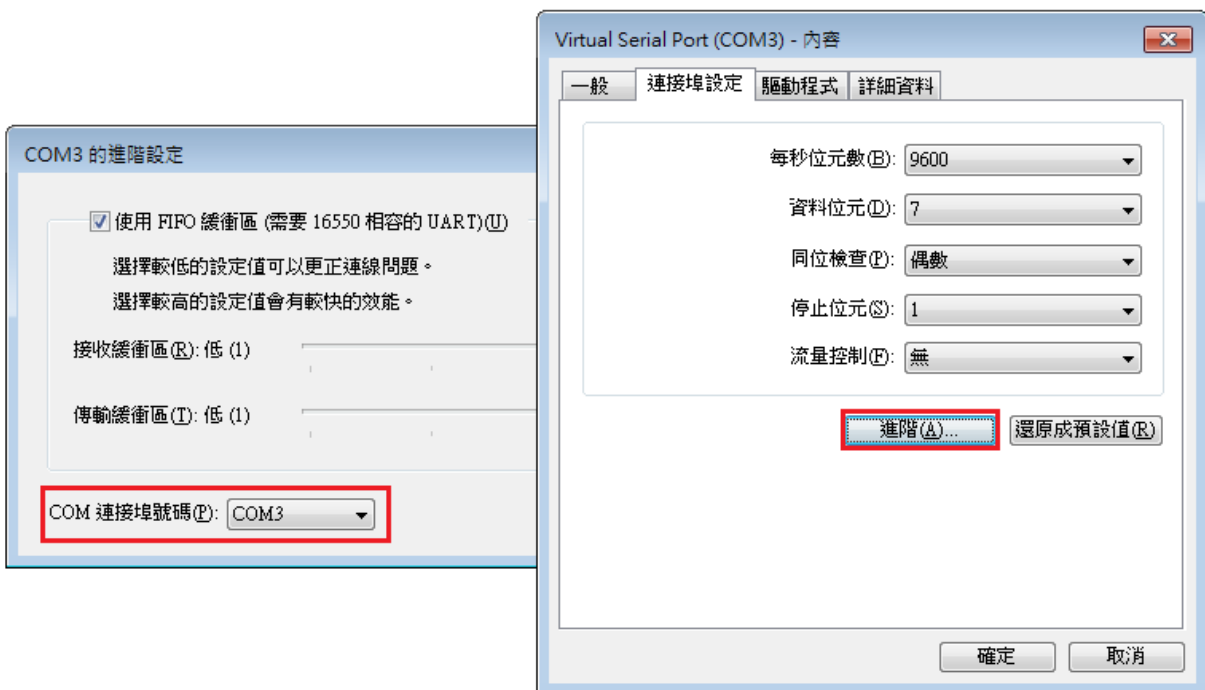 COM3 的進階設定
使用 FIFO 緩衝區 (需要 16550 相容的 UART)(U)
選擇較低的設定值可以更正連線問題。
選擇較高的設定值會有較快的效能。
接收緩衝區(R): 低 (1)
傳輸緩衝區(T): 低 (1)
COM 連接埠號碼(P): COM3
Virtual Serial Port (COM3) - 內容
一般 連接埠設定 驅動程式 詳細資料
每秒位元數(B): 9600
資料位元(D): 7
同位檢查(P): 偶數
停止位元(S): 1
流量控制(F): 無
進階(A)... 還原成預設值(R)
確定 取消